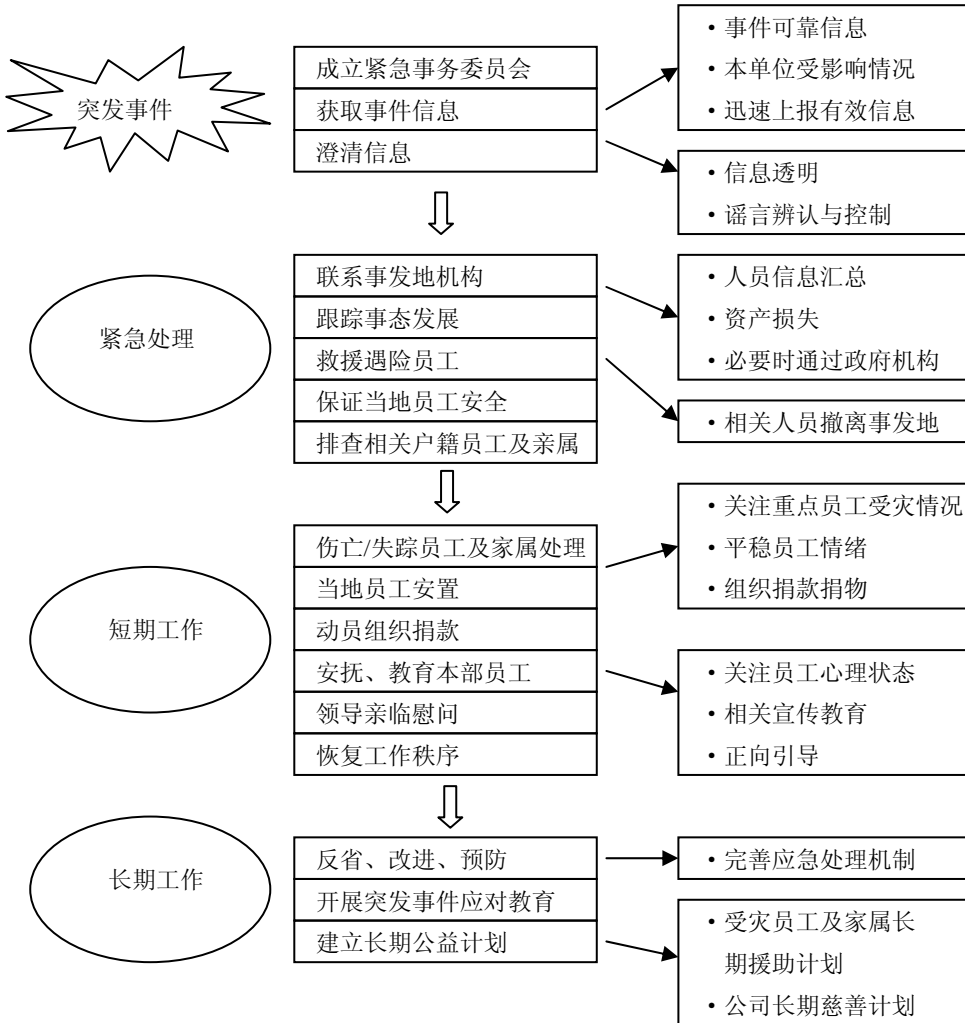 突发事件
成立紧急事务委员会
获取事件信息
澄清信息
·事件可靠信息
·本单位受影响情况
·迅速上报有效信息
·信息透明
·谣言辨认与控制
紧急处理
联系事发地机构
跟踪事态发展
救援遇险员工
保证当地员工安全
排查相关户籍员工及亲属
·人员信息汇总
·资产损失
·必要时通过政府机构
·相关人员撤离事发地
短期工作
伤亡/失踪员工及家属处理
当地员工安置
动员组织捐款
安抚、教育本部员工
领导亲临慰问
恢复工作秩序
·关注重点员工受灾情况
·平稳员工情绪
·组织捐款捐物
·关注员工心理状态
·相关宣传教育
·正向引导
长期工作
反省、改进、预防
开展突发事件应对教育
建立长期公益计划
·完善应急处理机制
·受灾员工及家属长
期援助计划
·公司长期慈善计划